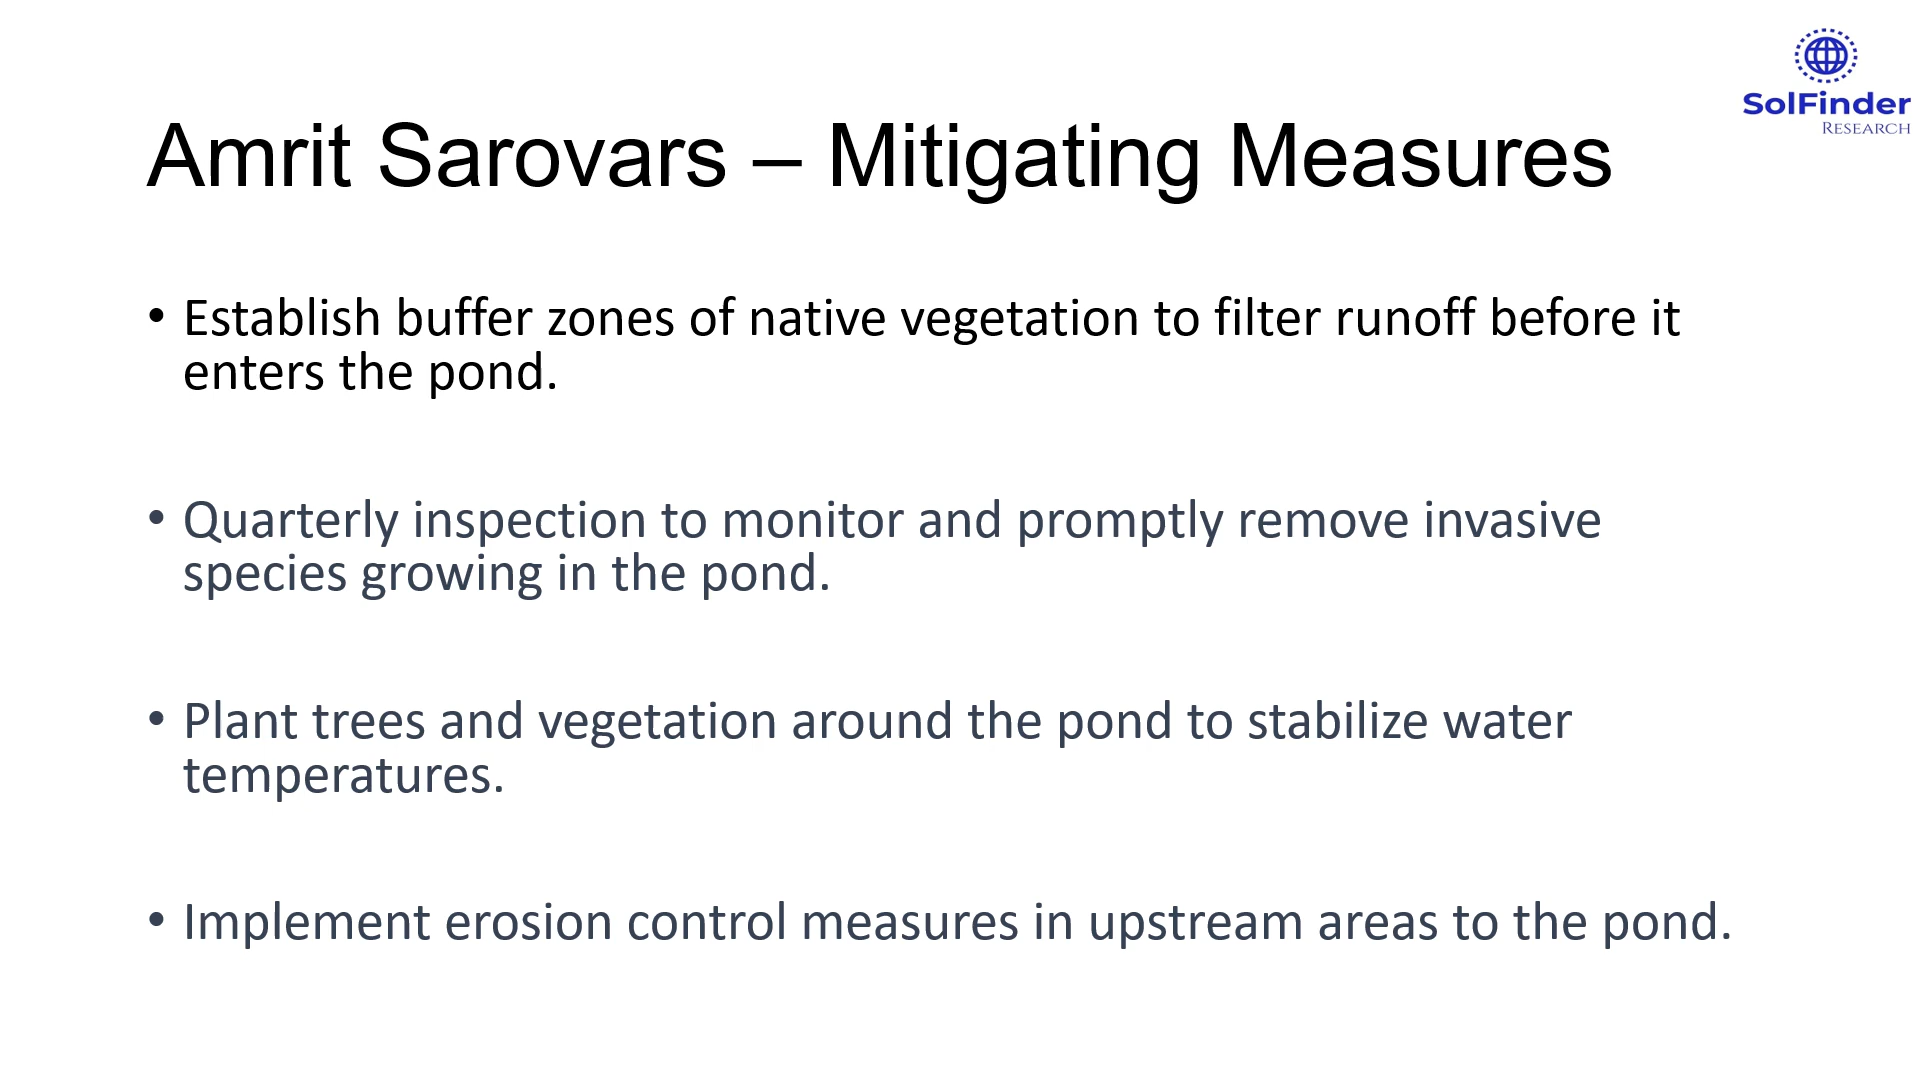 SolFinder
RESEARCH
Amrit Sarovars – Mitigating Measures
• Establish buffer zones of native vegetation to filter runoff before it
enters the pond.
• Quarterly inspection to monitor and promptly remove invasive
species growing in the pond.
• Plant trees and vegetation around the pond to stabilize water
temperatures.
• Implement erosion control measures in upstream areas to the pond.